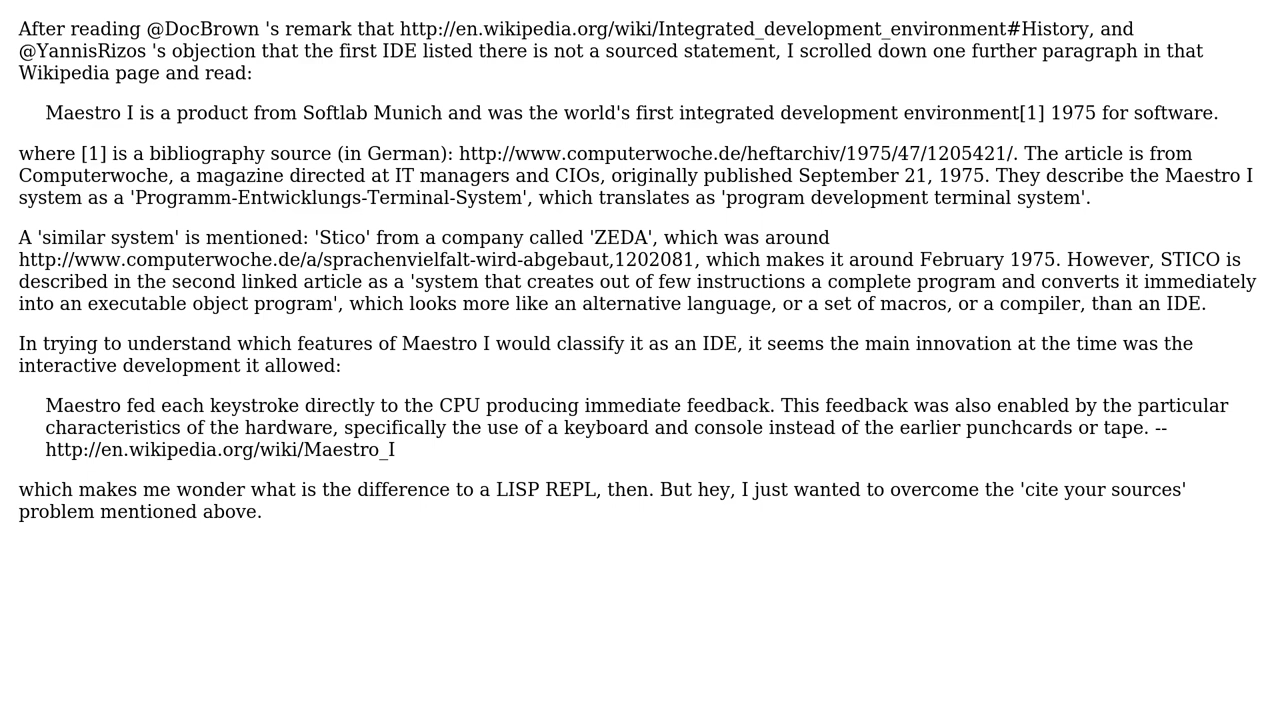 After reading @DocBrown 's remark that http://en.wikipedia.org/wiki/Integrated_development_environment#History, and
@YannisRizos 's objection that the first IDE listed there is not a sourced statement, I scrolled down one further paragraph in that
Wikipedia page and read:
Maestro I is a product from Softlab Munich and was the world's first integrated development environment[1] 1975 for software.
where [1] is a bibliography source (in German): http://www.computerwoche.de/heftarchiv/1975/47/1205421/. The article is from
Computerwoche, a magazine directed at IT managers and CIOs, originally published September 21, 1975. They describe the Maestro I
system as a 'Programm-Entwicklungs-Terminal-System', which translates as 'program development terminal system'.
A 'similar system' is mentioned: 'Stico' from a company called 'ZEDA', which was around
http://www.computerwoche.de/a/sprachenvielfalt-wird-abgebaut,1202081, which makes it around February 1975. However, STICO is
described in the second linked article as a 'system that creates out of few instructions a complete program and converts it immediately
into an executable object program', which looks more like an alternative language, or a set of macros, or a compiler, than an IDE.
In trying to understand which features of Maestro I would classify it as an IDE, it seems the main innovation at the time was the
interactive development it allowed:
Maestro fed each keystroke directly to the CPU producing immediate feedback. This feedback was also enabled by the particular
characteristics of the hardware, specifically the use of a keyboard and console instead of the earlier punchcards or tape. --
http://en.wikipedia.org/wiki/Maestro_I
which makes me wonder what is the difference to a LISP REPL, then. But hey, I just wanted to overcome the 'cite your sources'
problem mentioned above.